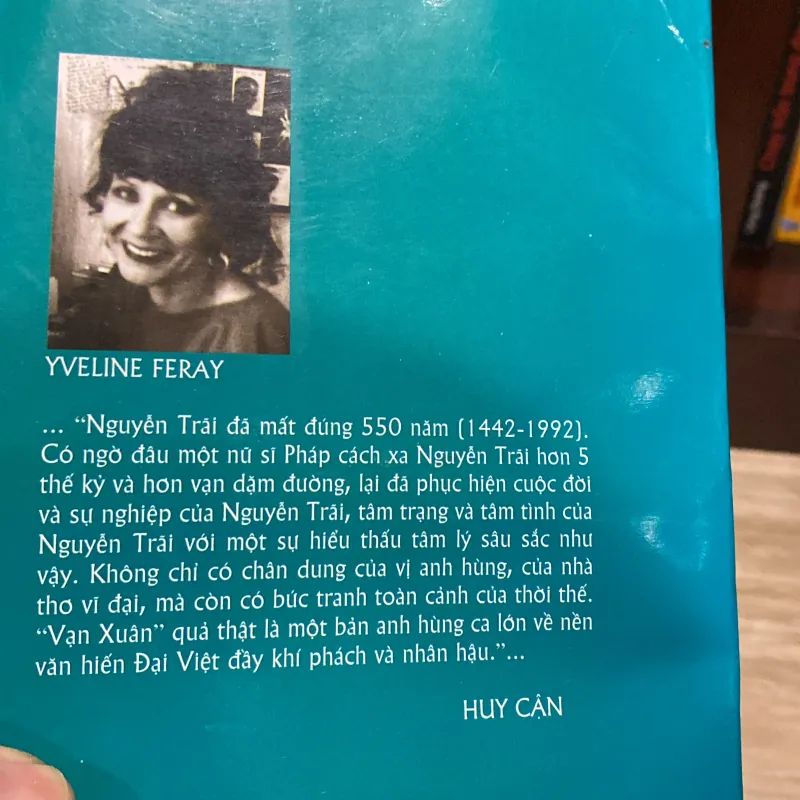 YVELINE FERAY
... “Nguyễn Trãi đã mất đúng 550 năm (1442-1992).
Có ngờ đâu một nữ sĩ Pháp cách xa Nguyễn Trãi hơn 5
thế kỷ và hơn vạn dặm đường, lại đã phục hiện cuộc đời
và sự nghiệp của Nguyễn Trãi, tâm trạng và tâm tình của
Nguyễn Trãi với một sự hiểu thấu tâm lý sâu sắc như
vậy. Không chỉ có chân dung của vị anh hùng, của nhà
thơ vĩ đại, mà còn có bức tranh toàn cảnh của thời thế.
“Vạn Xuân” quả thật là một bản anh hùng ca lớn về nền
văn hiến Đại Việt đầy khí phách và nhân hậu.”...
HUY CẬN